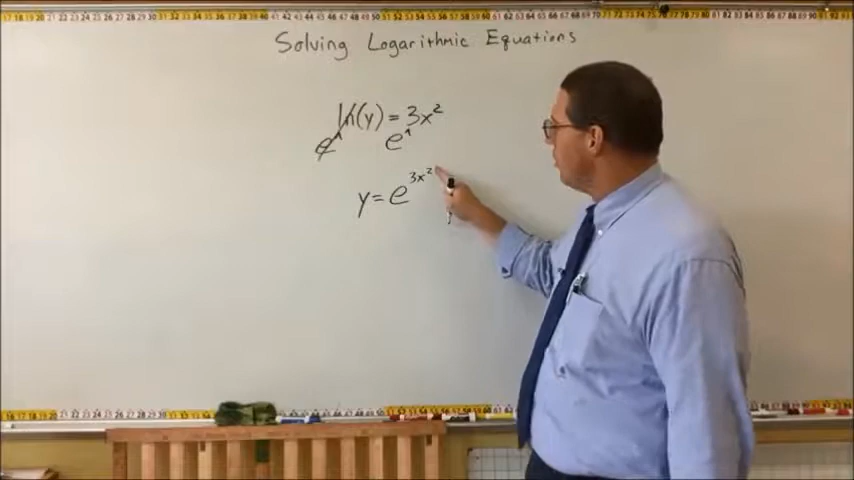 Solving Logarithmic Equations
ln(y) = 3x²
e^ e^
y = e^{3x²}